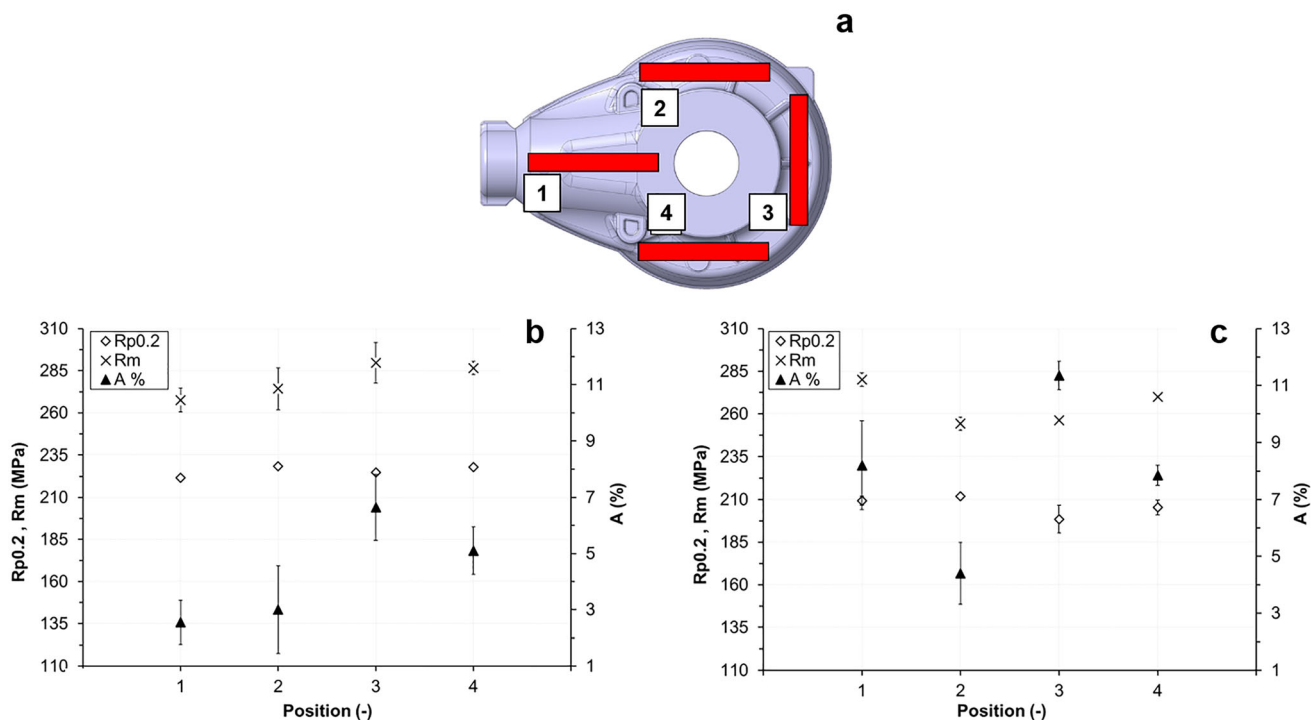 a
2
1
4
3
b
310
285
260
235
210
185
160
135
110
Rp0.2 , Rm (MPa)
Rp0.2
Rm
A %
13
11
9
7
5
3
1
A (%)
1
2
3
4
Position (-)
c
310
285
260
235
210
185
160
135
110
Rp0.2 , Rm (MPa)
Rp0.2
Rm
A %
13
11
9
7
5
3
1
A (%)
1
2
3
4
Position (-)